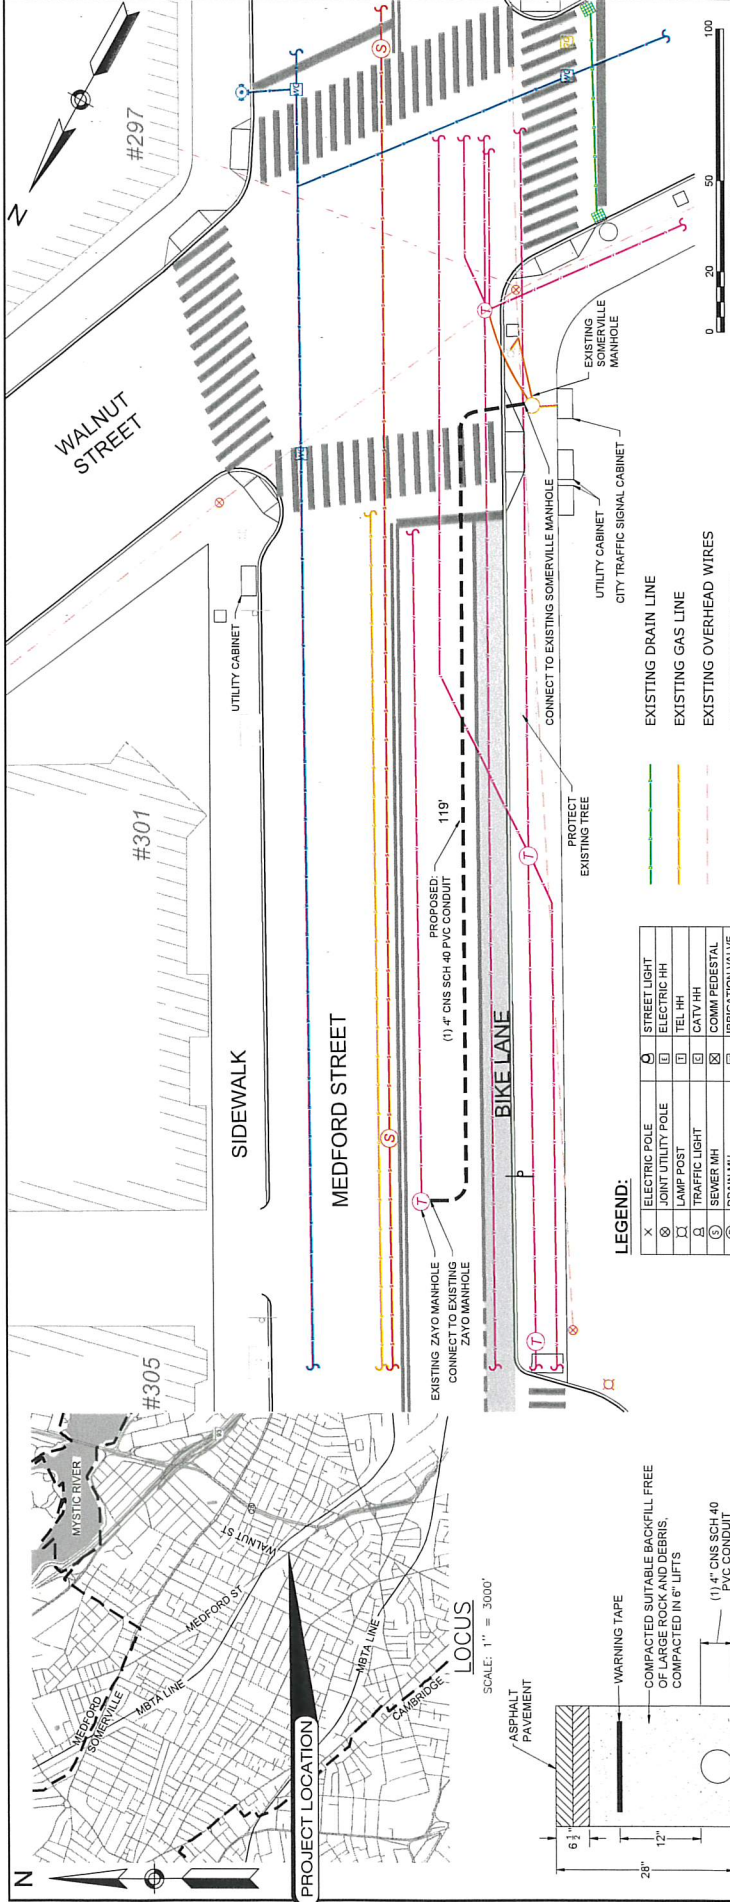 N
MYSTIC RIVER
MEDFORD
SOMERVILLE
MBTA LINE
MEDFORD ST
WALNUT ST
MBTA LINE
CAMBRIDGE
PROJECT LOCATION
LOCUS
SCALE: 1" = 3000'
ASPHALT
PAVEMENT
6 1/2"
12"
28"
WARNING TAPE
COMPACTED SUITABLE BACKFILL FREE
OF LARGE ROCK AND DEBRIS,
COMPACTED IN 6" LIFTS
(1) 4" CNS SCH 40
PVC CONDUIT
#305
#301
#297
N
SIDEWALK
UTILITY CABINET
WALNUT
STREET
MEDFORD STREET
WG
WG
WG
S
S
EXISTING ZAYO MANHOLE
CONNECT TO EXISTING
ZAYO MANHOLE
T
PROPOSED:
119'
(1) 4" CNS SCH 40 PVC CONDUIT
BIKE LANE
T
T
T
PROTECT
EXISTING TREE
CONNECT TO EXISTING SOMERVILLE MANHOLE
EXISTING
SOMERVILLE
MANHOLE
UTILITY CABINET
CITY TRAFFIC SIGNAL CABINET
0 20 50 100
LEGEND:
ELECTRIC POLE
STREET LIGHT
JOINT UTILITY POLE
E ELECTRIC HH
LAMP POST
T TEL HH
TRAFFIC LIGHT
C CATV HH
S SEWER MH
COMM PEDESTAL
EXISTING DRAIN LINE
EXISTING GAS LINE
EXISTING OVERHEAD WIRES